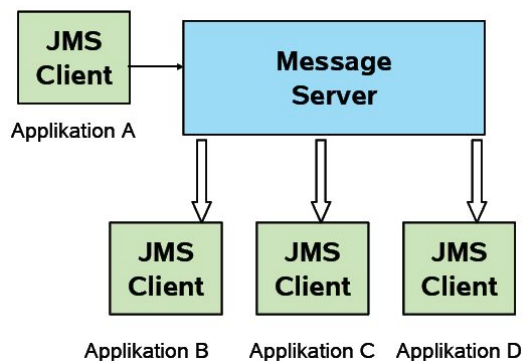 JMS
Client
Message
Server
Applikation A
JMS
Client
JMS
Client
JMS
Client
Applikation B
Applikation C
Applikation D